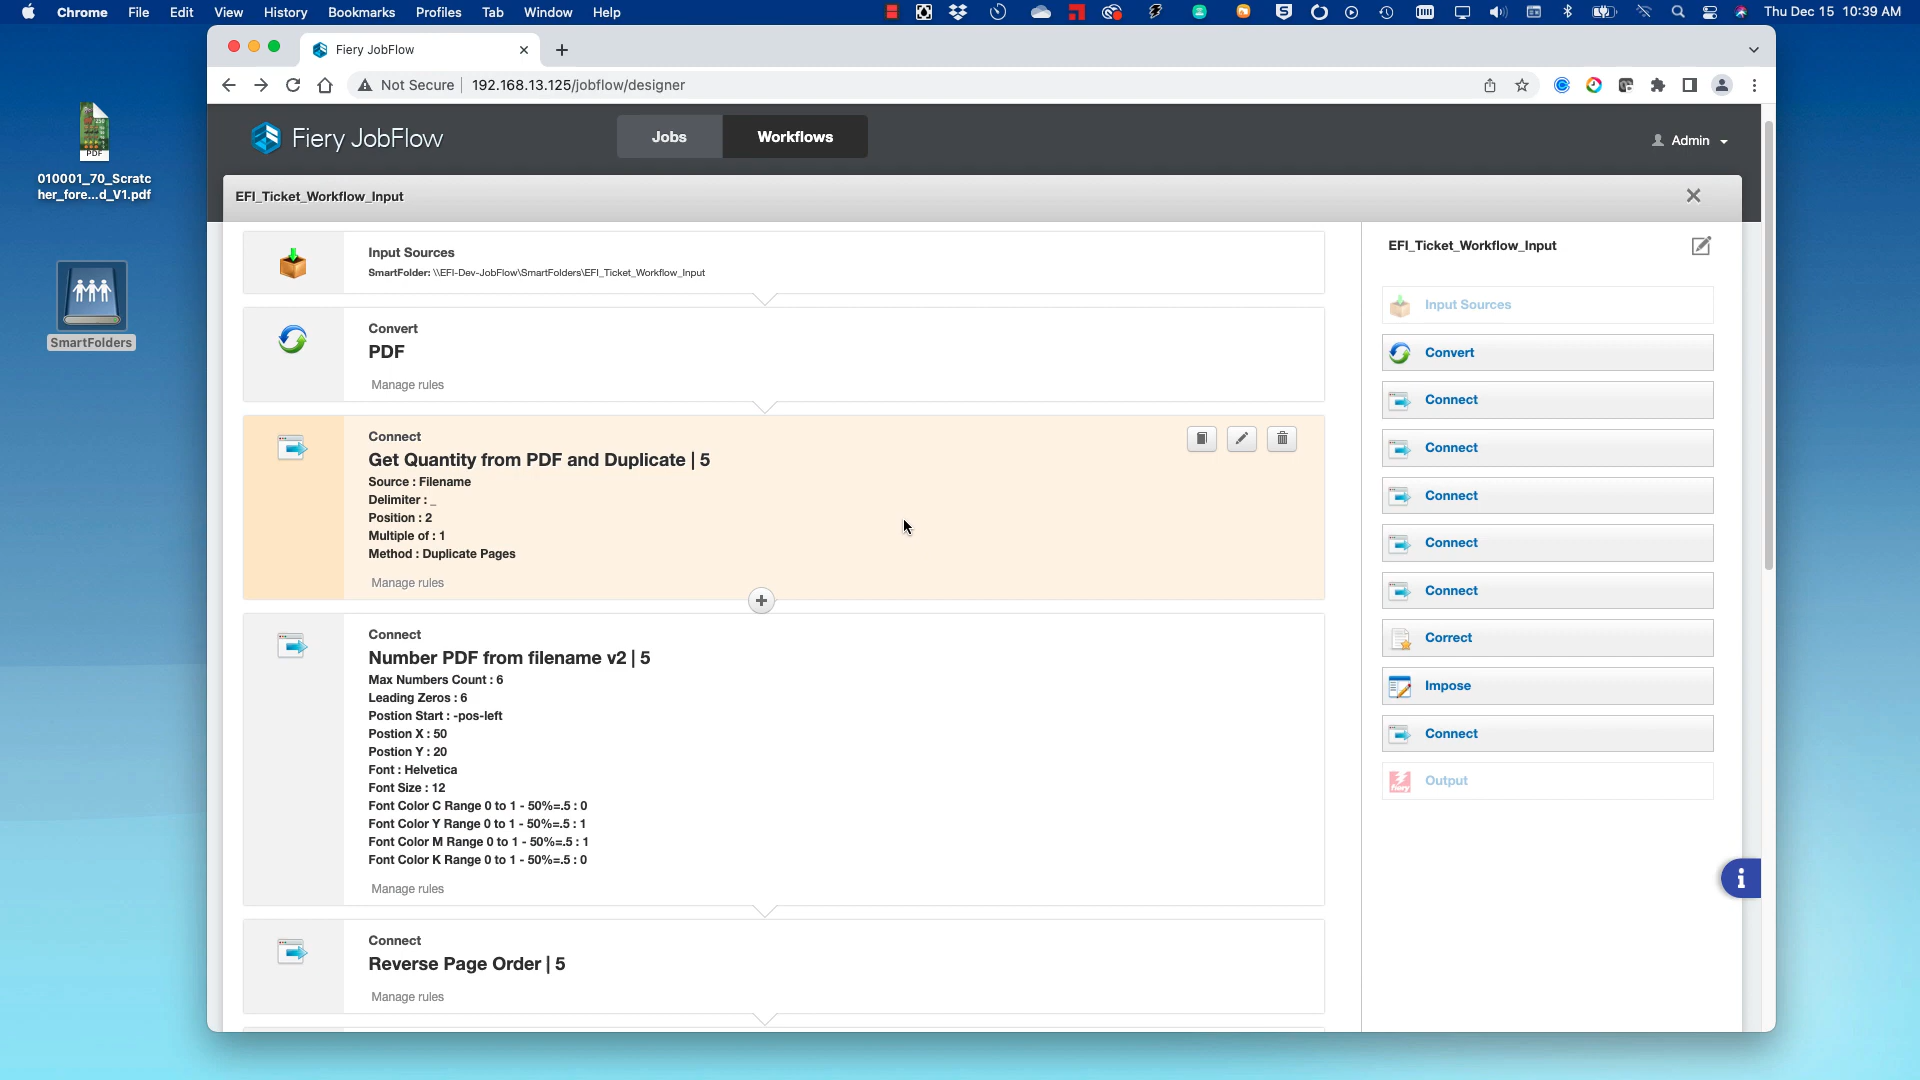 Chrome File Edit View History Bookmarks Profiles Tab Window Help
Thu Dec 15 10:39 AM
Fiery JobFlow
Not Secure 192.168.13.125/jobflow/designer
PDF
010001_70_Scratc
her_fore...d_V1.pdf
SmartFolders
Fiery JobFlow
Jobs
Workflows
Admin
EFI_Ticket_Workflow_Input
Input Sources
SmartFolder: \\EFI-Dev-JobFlow\SmartFolders\EFI_Ticket_Workflow_Input
Convert
PDF
Manage rules
Connect
Get Quantity from PDF and Duplicate | 5
Source : Filename
Delimiter : _
Position : 2
Multiple of : 1
Method : Duplicate Pages
Manage rules
Connect
Number PDF from filename v2 | 5
Max Numbers Count : 6
Leading Zeros : 6
Postion Start : -pos-left
Postion X : 50
Postion Y : 20
Font : Helvetica
Font Size : 12
Font Color C Range 0 to 1 - 50%=.5 : 0
Font Color Y Range 0 to 1 - 50%=.5 : 1
Font Color M Range 0 to 1 - 50%=.5 : 1
Font Color K Range 0 to 1 - 50%=.5 : 0
Manage rules
Connect
Reverse Page Order | 5
Manage rules
EFI_Ticket_Workflow_Input
Input Sources
Convert
Connect
Connect
Connect
Connect
Connect
Correct
Impose
Connect
Output